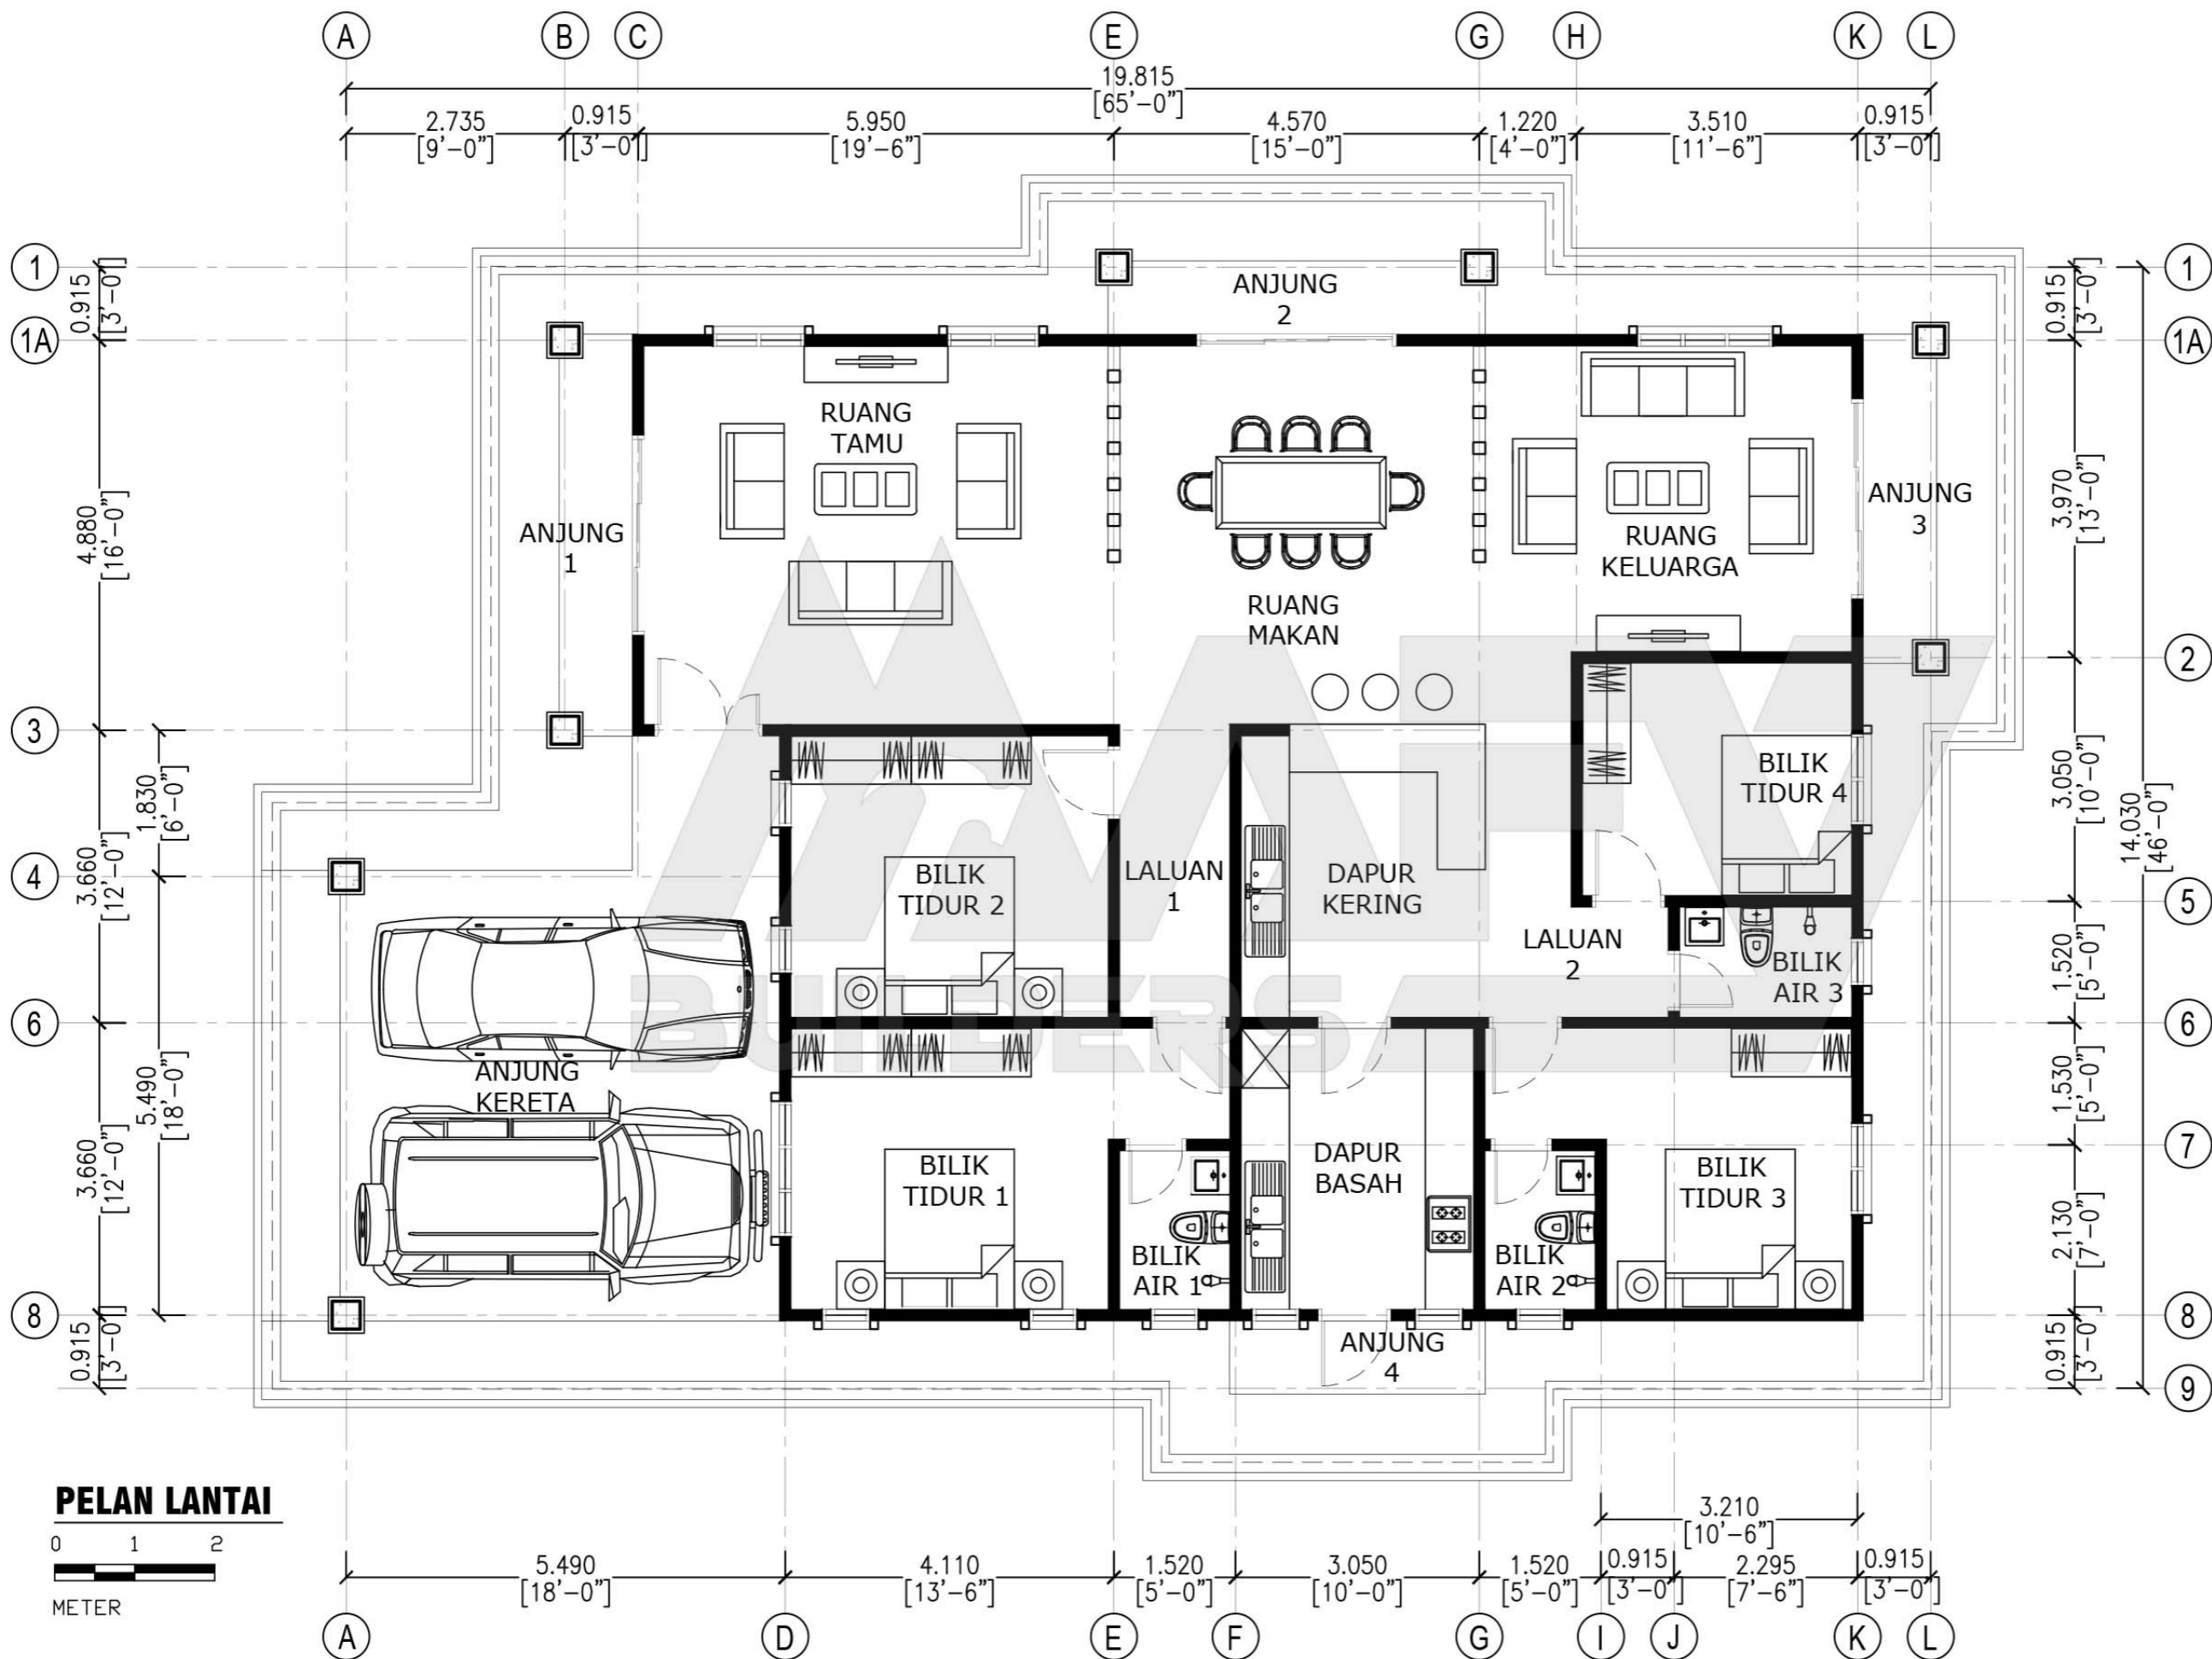 A B C E G H K L
19.815
[65'-0"]
2.735 0.915 5.950 4.570 1.220 3.510 0.915
[9'-0"] [3'-0] [19'-6"] [15'-0"] [4'-0"] [11'-6"] [3'-0]
1 1
0.915
[3'-0]
ANJUNG
2
0.915
[3'-0]
1A 1A
RUANG
TAMU
4.880
[16'-0"]
ANJUNG
1
RUANG
KELUARGA
ANJUNG
3
3.970
[13'-0"]
RUANG
MAKAN
2
3
1.830
[6'-0"]
3.660
[12'-0"]
BILIK
TIDUR 4
3.050
[10'-0"]
14.030
[46'-0"]
4
BILIK
TIDUR 2
LALUAN
1
DAPUR
KERING
5
LALUAN
2
BILIK
AIR 3
1.520
[5'-0"]
MRMFIV
BUILDERS
6 6
ANJUNG
KERETA
5.490
[18'-0"]
1.530
[5'-0"]
7
3.660
[12'-0"]
BILIK
TIDUR 1
DAPUR
BASAH
BILIK
TIDUR 3
2.130
[7'-0"]
BILIK
AIR 1
BILIK
AIR 2
8 8
0.915
[3'-0]
ANJUNG
4
0.915
[3'-0]
9
PELAN LANTAI
0 1 2
METER
3.210
[10'-6"]
5.490 4.110 1.520 3.050 1.520 0.915 2.295 0.915
[18'-0"] [13'-6"] [5'-0"] [10'-0"] [5'-0"] [3'-0] [7'-6"] [3'-0]
A D E F G I J K L